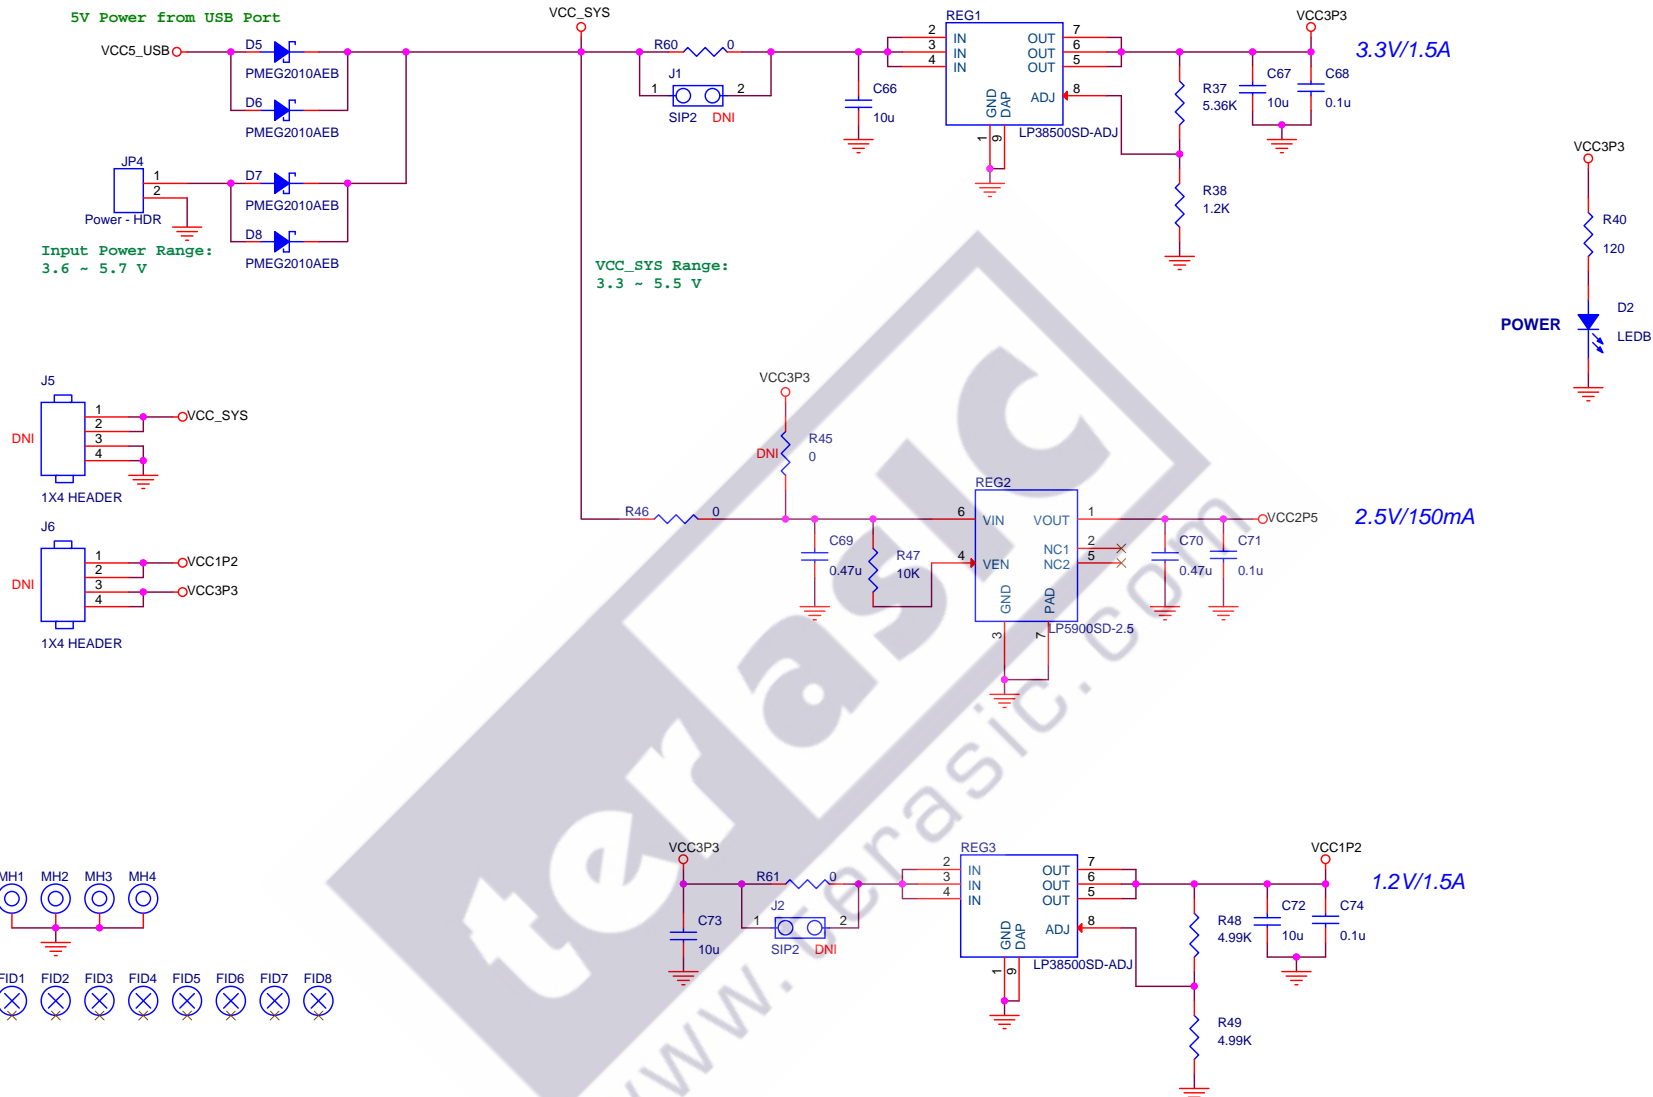 5V Power from USB Port
VCC5_USB
D5
PMEG2010AEB
D6
PMEG2010AEB
JP4
1
2
Power - HDR
D7
PMEG2010AEB
D8
PMEG2010AEB
Input Power Range:
3.6 ~ 5.7 V
VCC_SYS
R60
0
J1
1
2
SIP2
DNI
C66
10u
REG1
2
3
4
IN
IN
IN
OUT
OUT
OUT
7
6
5
ADJ
8
GND
DAP
1
9
LP38500SD-ADJ
R37
5.36K
C67
10u
C68
0.1u
VCC3P3
3.3V/1.5A
R38
1.2K
VCC_SYS Range:
3.3 ~ 5.5 V
VCC3P3
R40
120
D2
LEDB
POWER
J5
DNI
1
2
3
4
VCC_SYS
1X4 HEADER
J6
DNI
1
2
3
4
VCC1P2
VCC3P3
1X4 HEADER
VCC3P3
R45
0
DNI
R46
0
C69
0.47u
R47
10K
REG2
6
VIN
4
VEN
VOUT
1
NC1
2
NC2
5
GND
PAD
3
7
LP5900SD-2.5
C70
0.47u
C71
0.1u
VCC2P5
2.5V/150mA
VCC3P3
R61
0
J2
1
2
SIP2
DNI
C73
10u
REG3
2
3
4
IN
IN
IN
OUT
OUT
OUT
7
6
5
ADJ
8
GND
DAP
1
9
LP38500SD-ADJ
R48
4.99K
C72
10u
C74
0.1u
VCC1P2
1.2V/1.5A
R49
4.99K
MH1 MH2 MH3 MH4
FID1 FID2 FID3 FID4 FID5 FID6 FID7 FID8
terasic
www.terasic.com